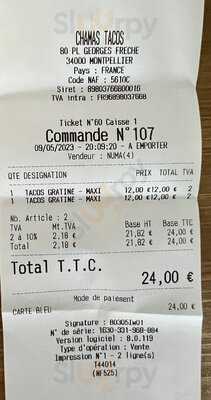 CHAMAS TACOS
80 PL GEORGES FRECHE
34000 MONTPELLIER
Pays : FRANCE
Code NAF : 5610C
Siret : 89803766800016
TVA intra : FR96898037668
Ticket N°60 Caisse 1
Commande N°107
09/05/2023 - 20:09:20 - A EMPORTER
Vendeur : NUMA(4)
QTE DESIGNATION PRIX TOTAL TVA
1 TACOS GRATINE - MAXI 12,00 €12,00 € 2
1 TACOS GRATINE - MAXI 12,00 €12,00 € 2
Nb. Article : 2
TVA Mt.TVA Base HT Base TTC
2 à 10% 2,18 € 21,82 € 24,00 €
Total 2,18 € 21,82 € 24,00 €
Total T.T.C.
24,00 €
Mode de paiement
CARTE BLEU 24,00 €
Signature : B0305IwO1
N° de série: 1630-331-968-884
Version logiciel : 8.0.119
Type d'opération : Vente
Impression N°1 - 2 ligne(s)
T44014
(NF525)